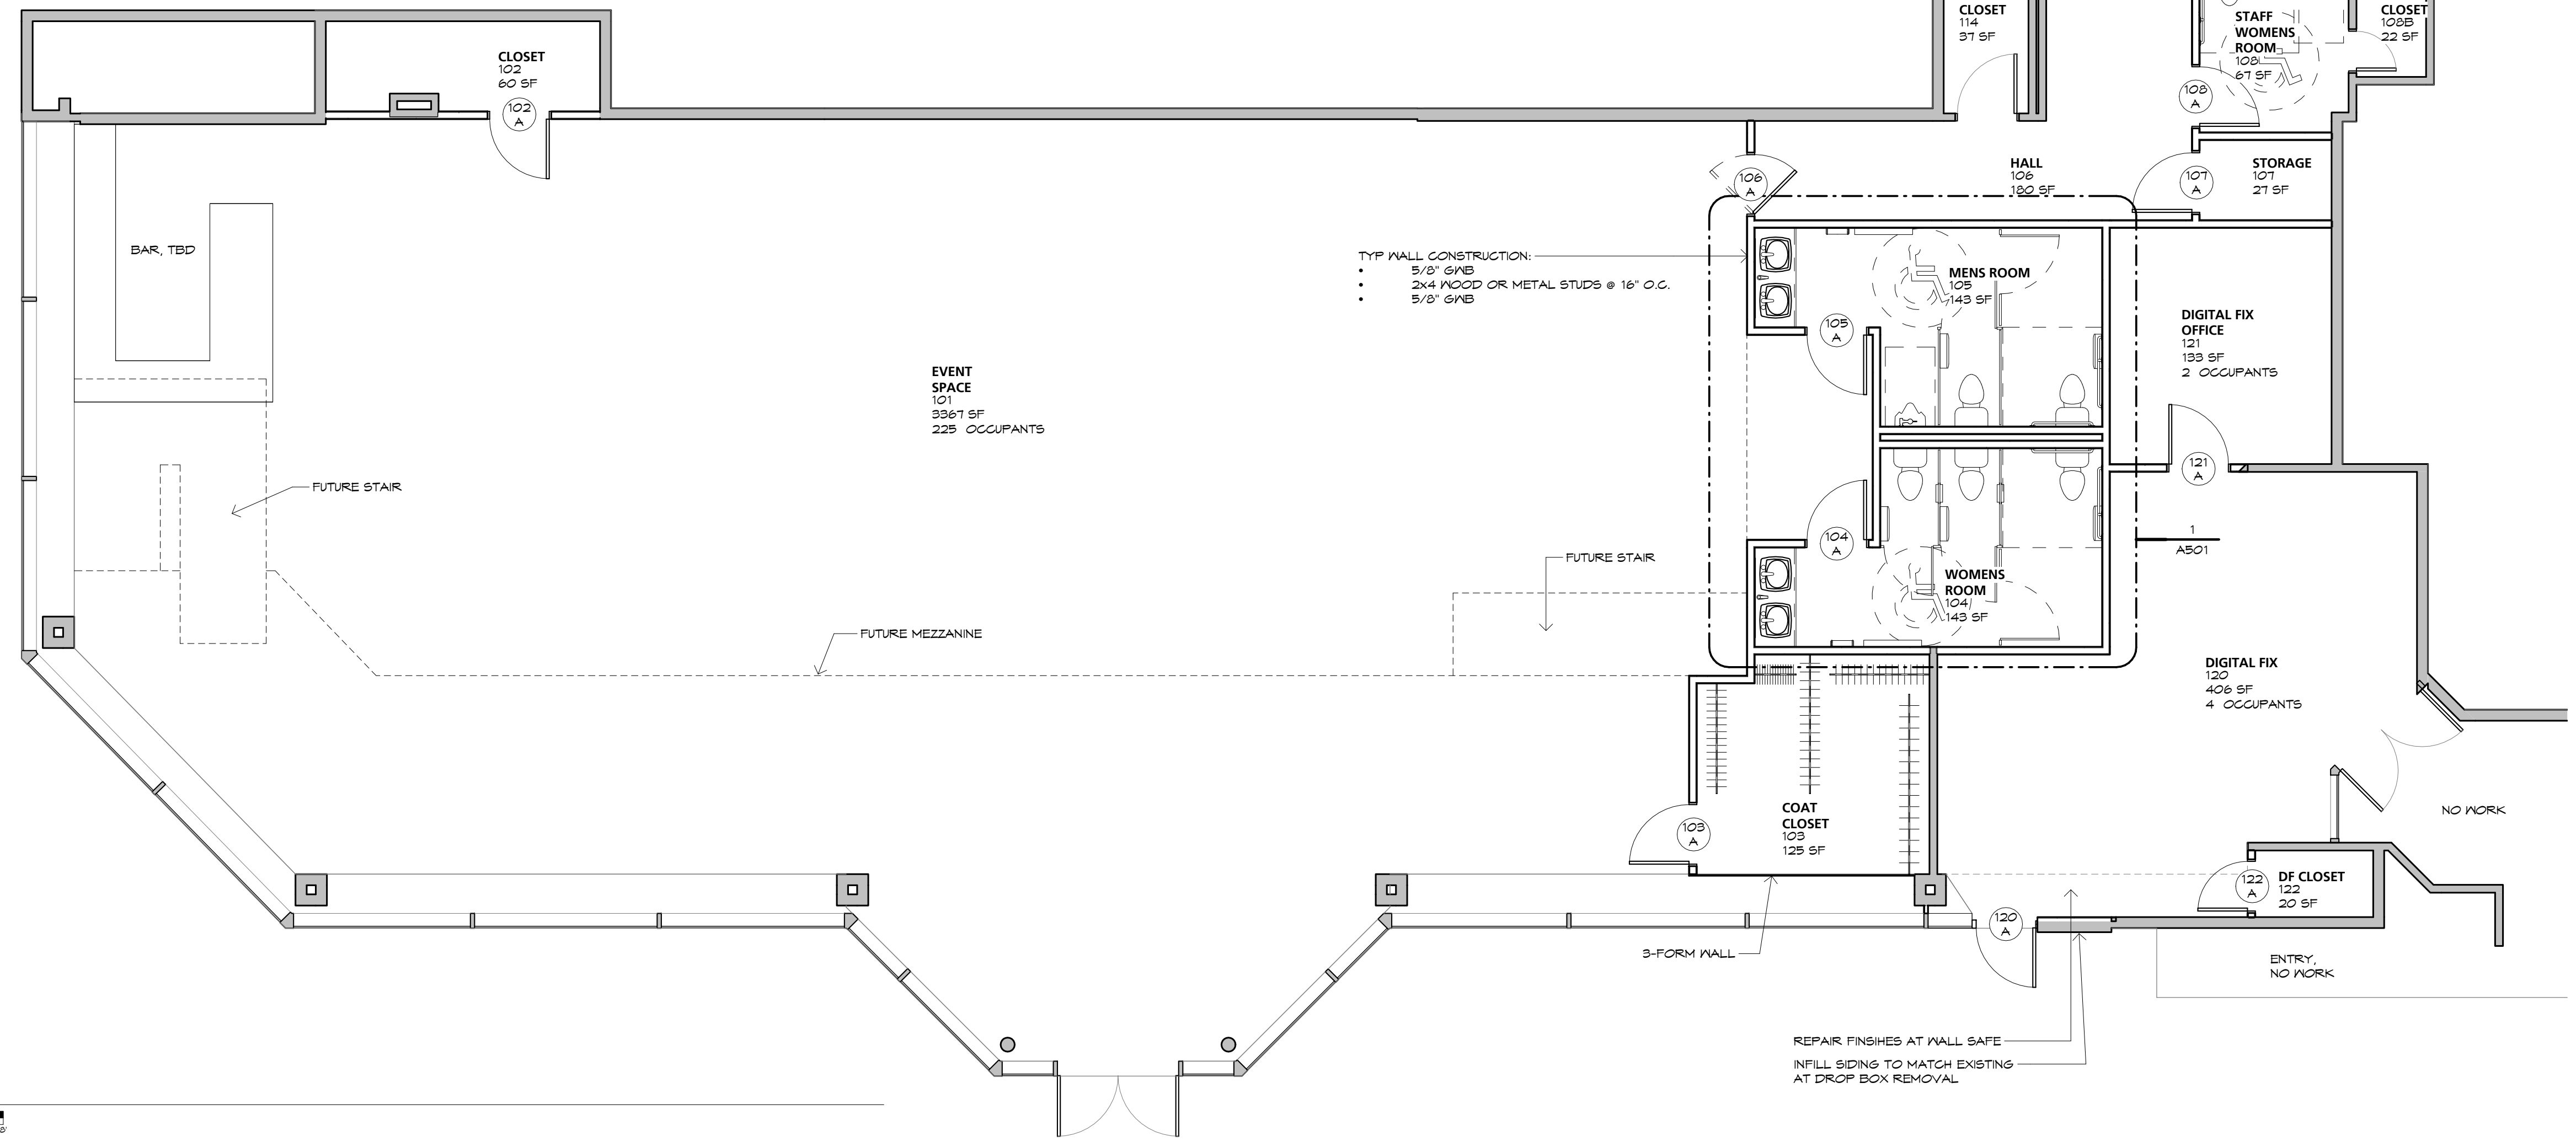 CLOSET
102
60 SF
102
A
CLOSET
114
37 SF
STAFF
WOMENS
ROOM
108
67 SF
CLOSET
108B
22 SF
108
A
HALL
106
180 SF
106
A
107
A
STORAGE
107
27 SF
BAR, TBD
TYP WALL CONSTRUCTION:
• 5/8" GWB
• 2x4 WOOD OR METAL STUDS @ 16" O.C.
• 5/8" GWB
MENS ROOM
105
143 SF
105
A
DIGITAL FIX
OFFICE
121
133 SF
2 OCCUPANTS
EVENT
SPACE
101
3367 SF
225 OCCUPANTS
FUTURE STAIR
121
A
1
A501
104
A
FUTURE STAIR
WOMENS
ROOM
104
143 SF
FUTURE MEZZANINE
DIGITAL FIX
120
406 SF
4 OCCUPANTS
COAT
CLOSET
103
125 SF
103
A
NO WORK
DF CLOSET
122
20 SF
122
A
120
A
3-FORM WALL
ENTRY,
NO WORK
REPAIR FINSIHES AT WALL SAFE
INFILL SIDING TO MATCH EXISTING
AT DROP BOX REMOVAL